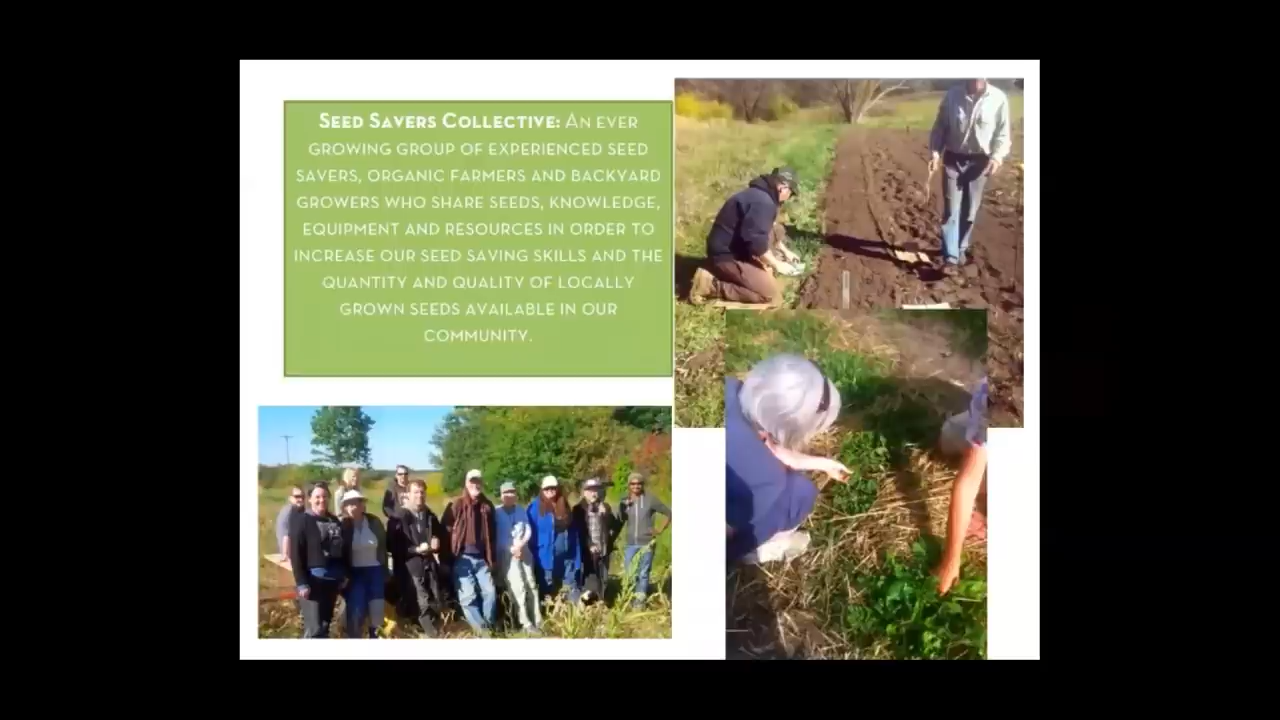 Seed Savers Collective: An ever
growing group of experienced seed
savers, organic farmers and backyard
growers who share seeds, knowledge,
equipment and resources in order to
increase our seed saving skills and the
quantity and quality of locally
grown seeds available in our
community.